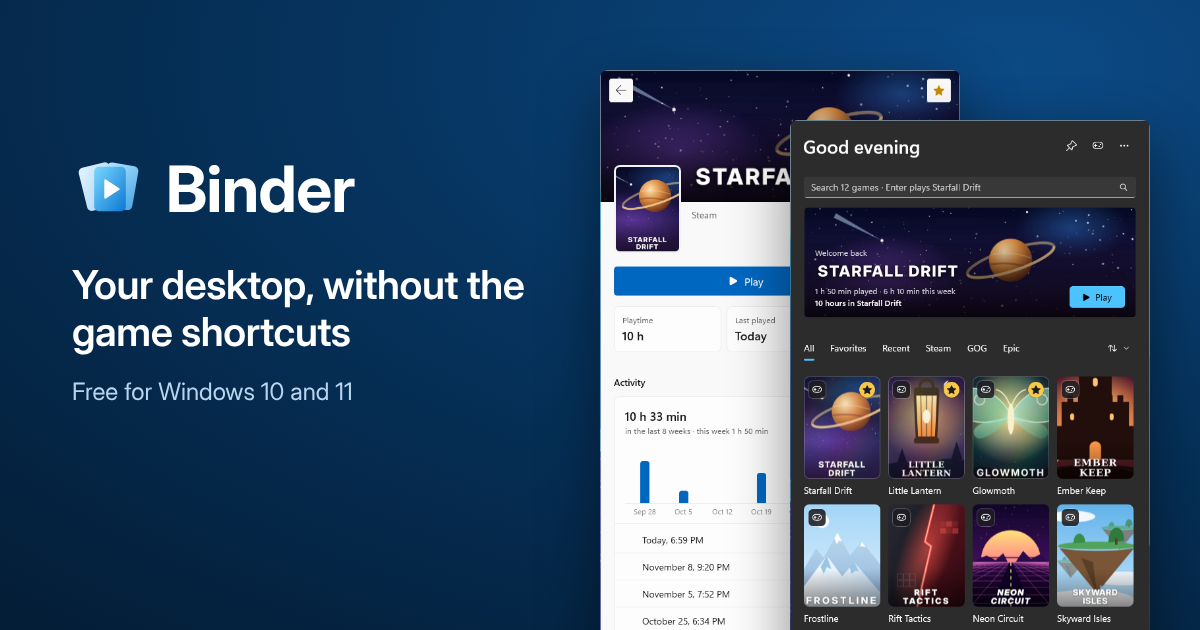 Binder
Your desktop, without the
game shortcuts
Free for Windows 10 and 11
STARFA
STARFALL
DRIFT
Steam
Play
Playtime
10 h
Last played
Today
Activity
10 h 33 min
in the last 8 weeks · this week 1 h 50 min
Sep 28 Oct 5 Oct 12 Oct 19
Today, 6:59 PM
November 8, 9:20 PM
November 5, 7:52 PM
October 25, 6:34 PM
Good evening
Search 12 games · Enter plays Starfall Drift
Welcome back
STARFALL DRIFT
1 h 50 min played · 6 h 10 min this week
10 hours in Starfall Drift
Play
All Favorites Recent Steam GOG Epic
STARFALL
DRIFT
LITTLE
LANTERN
GLOWMOTH
EMBER
KEEP
Starfall Drift Little Lantern Glowmoth Ember Keep
FROSTLINE
RIFT
TACTICS
NEON
CIRCUIT
SKYWARD
ISLES
Frostline Rift Tactics Neon Circuit Skyward Isles